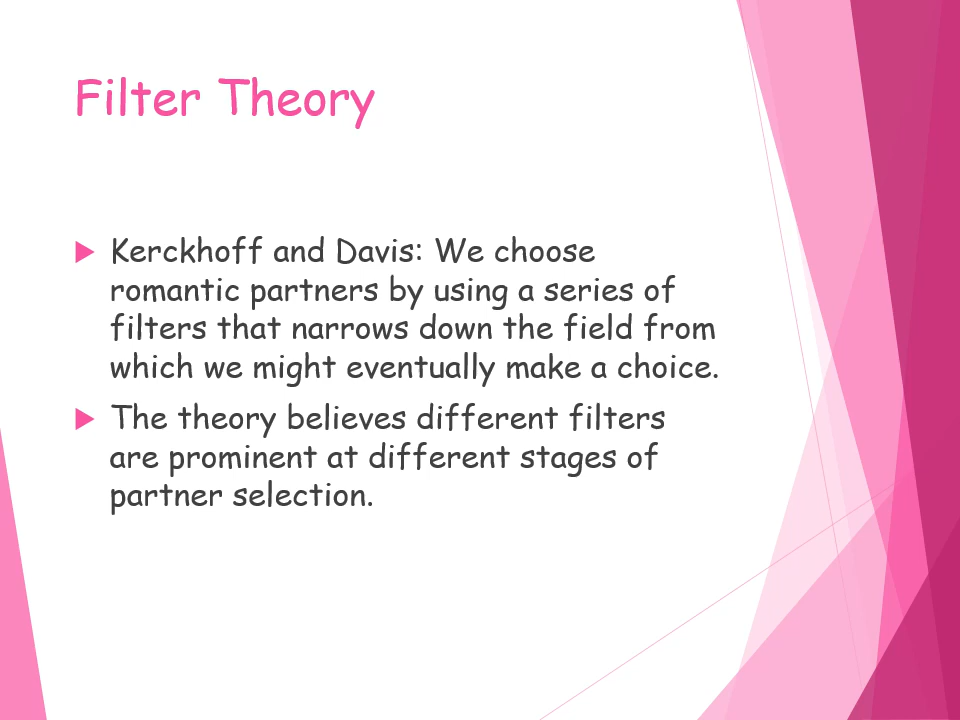 Filter Theory
Kerckhoff and Davis: We choose
romantic partners by using a series of
filters that narrows down the field from
which we might eventually make a choice.
The theory believes different filters
are prominent at different stages of
partner selection.